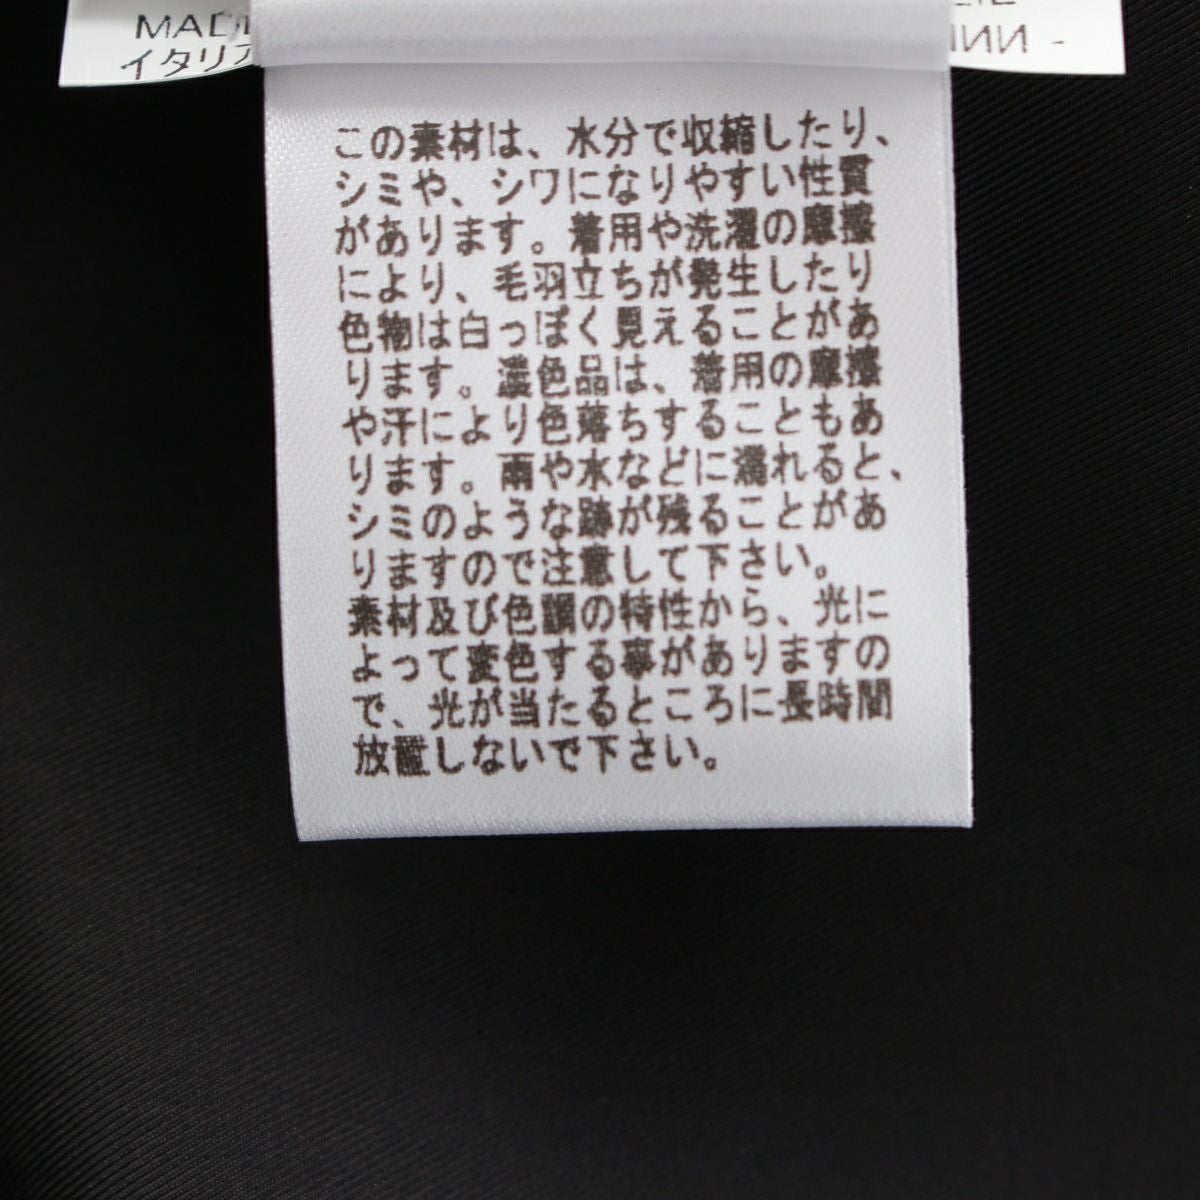 MADE
イタリア
この素材は、水分で収縮したり、
シミや、シワになりやすい性質
があります。着用や洗濯の摩擦
により、毛羽立ちが発生したり
色物は白っぽく見えることがあ
ります。濃色品は、着用の摩擦
や汗により色落ちすることもあ
ります。雨や水などに濡れると、
シミのような跡が残ることがあ
りますので注意して下さい。
素材及び色調の特性から、光に
よって変色する事がありますの
で、光が当たるところに長時間
放置しないで下さい。